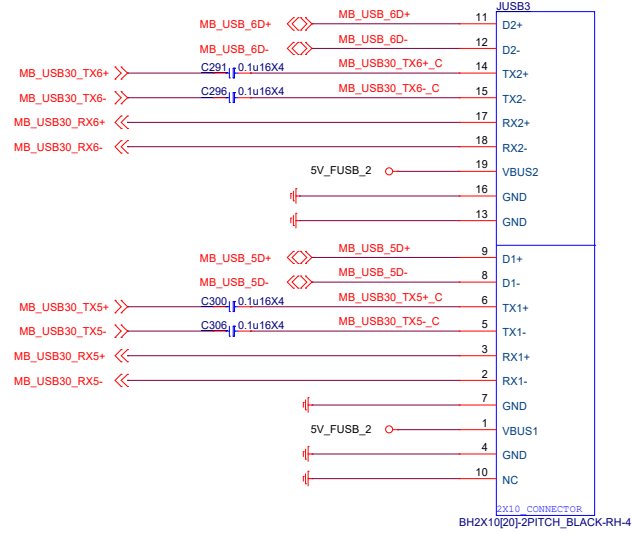 JUSB3
MB_USB_6D+ MB_USB_6D+ 11 D2+
MB_USB_6D- MB_USB_6D- 12 D2-
MB_USB30_TX6+ C291 0.1u16X4 MB_USB30_TX6+_C 14 TX2+
MB_USB30_TX6- C296 0.1u16X4 MB_USB30_TX6-_C 15 TX2-
MB_USB30_RX6+ 17 RX2+
MB_USB30_RX6- 18 RX2-
5V_FUSB_2 19 VBUS2
16 GND
13 GND
MB_USB_5D+ MB_USB_5D+ 9 D1+
MB_USB_5D- MB_USB_5D- 8 D1-
MB_USB30_TX5+ C300 0.1u16X4 MB_USB30_TX5+_C 6 TX1+
MB_USB30_TX5- C306 0.1u16X4 MB_USB30_TX5-_C 5 TX1-
MB_USB30_RX5+ 3 RX1+
MB_USB30_RX5- 2 RX1-
7 GND
5V_FUSB_2 1 VBUS1
4 GND
10 NC
2X10_CONNECTOR
BH2X10[20]-2PITCH_BLACK-RH-4